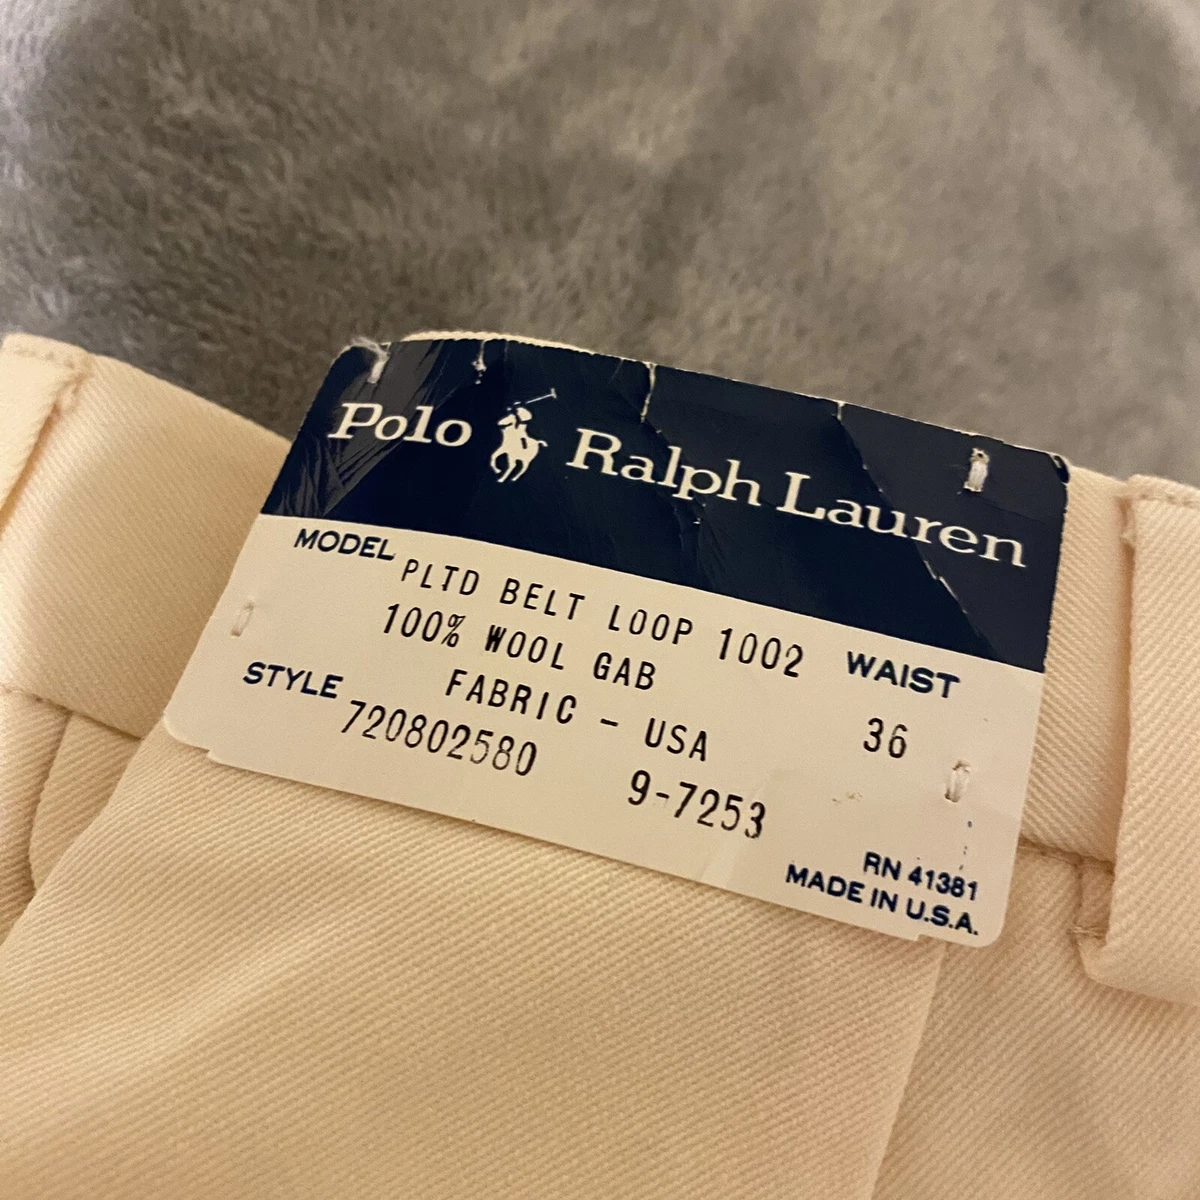 Polo Ralph Lauren
MODEL PLTD BELT LOOP 1002
100% WOOL GAB
FABRIC - USA
STYLE 720802580 9-7253
WAIST
36
RN 41381
MADE IN U.S.A.